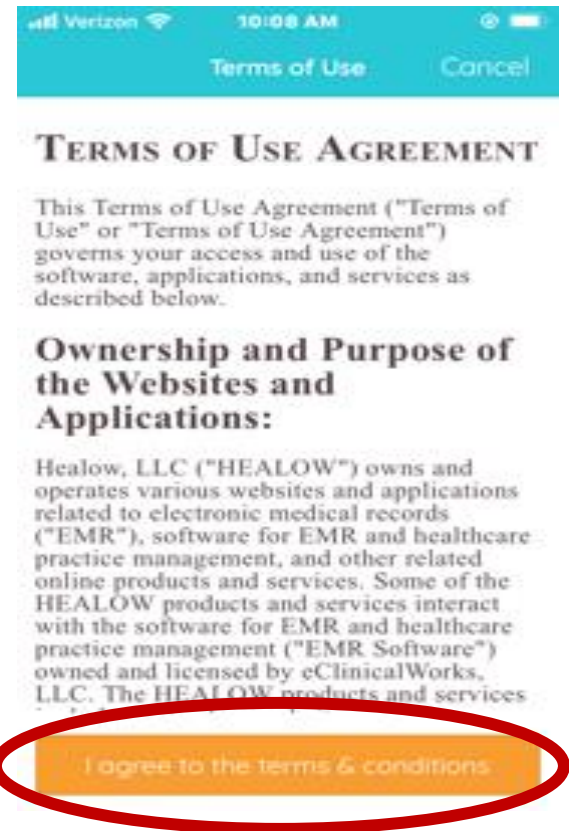 Verizon 10:08 AM
Terms of Use Cancel
TERMS OF USE AGREEMENT
This Terms of Use Agreement ("Terms of
Use" or "Terms of Use Agreement")
governs your access and use of the
software, applications, and services as
described below.
Ownership and Purpose of
the Websites and
Applications:
Healow, LLC ("HEALOW") owns and
operates various websites and applications
related to electronic medical records
("EMR"), software for EMR and healthcare
practice management, and other related
online products and services. Some of the
HEALOW products and services interact
with the software for EMR and healthcare
practice management ("EMR Software")
owned and licensed by eClinicalWorks,
LLC. The HEALOW products and services
I agree to the terms & conditions